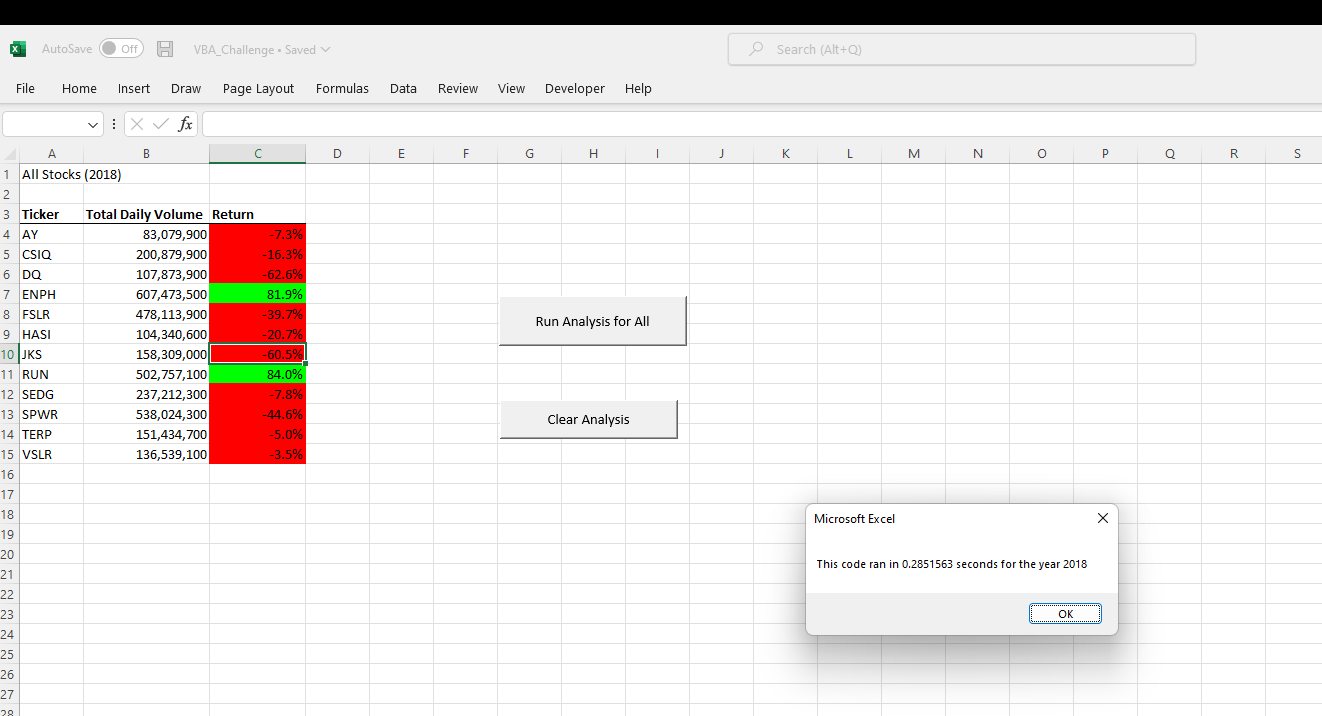 AutoSave Off VBA_Challenge • Saved Search (Alt+Q)
File Home Insert Draw Page Layout Formulas Data Review View Developer Help
fx
A B C D E F G H I J K L M N O P Q R S
1 All Stocks (2018)
2
3 Ticker Total Daily Volume Return
4 AY 83,079,900 -7.3%
5 CSIQ 200,879,900 -16.3%
6 DQ 107,873,900 -62.6%
7 ENPH 607,473,500 81.9%
8 FSLR 478,113,900 -39.7%
9 HASI 104,340,600 -20.7%
10 JKS 158,309,000 -60.5%
11 RUN 502,757,100 84.0%
12 SEDG 237,212,300 -7.8%
13 SPWR 538,024,300 -44.6%
14 TERP 151,434,700 -5.0%
15 VSLR 136,539,100 -3.5%
16
17
18
19
20
21
22
23
24
25
26
27
28
Run Analysis for All
Clear Analysis
Microsoft Excel
This code ran in 0.2851563 seconds for the year 2018
OK